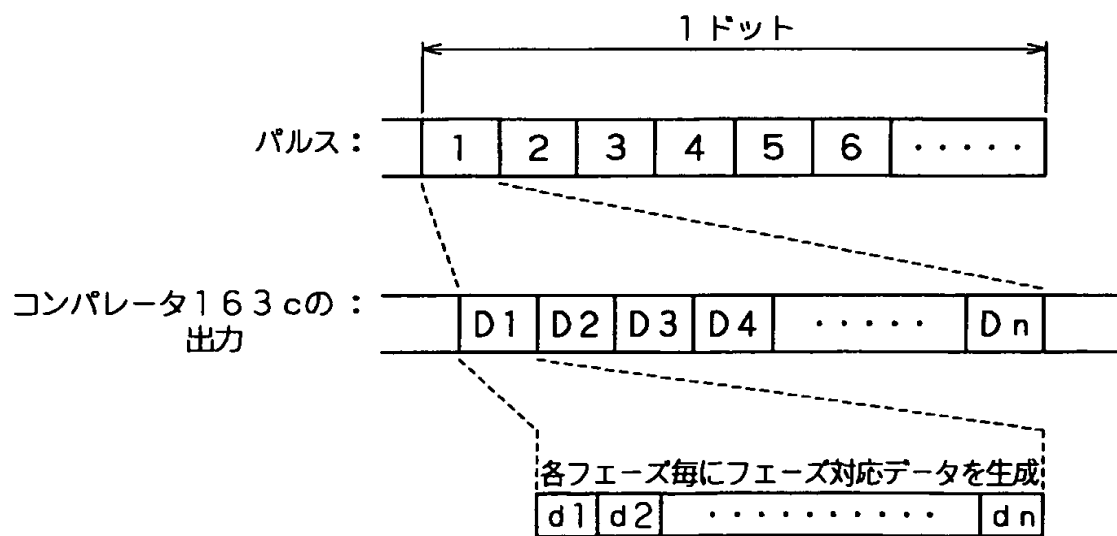 １ドット
パルス： 1 2 3 4 5 6 ・・・・・
コンパレータ１６３ｃの：
出力
D1 D2 D3 D4 ・・・・・ Dn
各フェーズ毎にフェーズ対応データを生成
d1 d2 ・・・・・・・・・・ dn